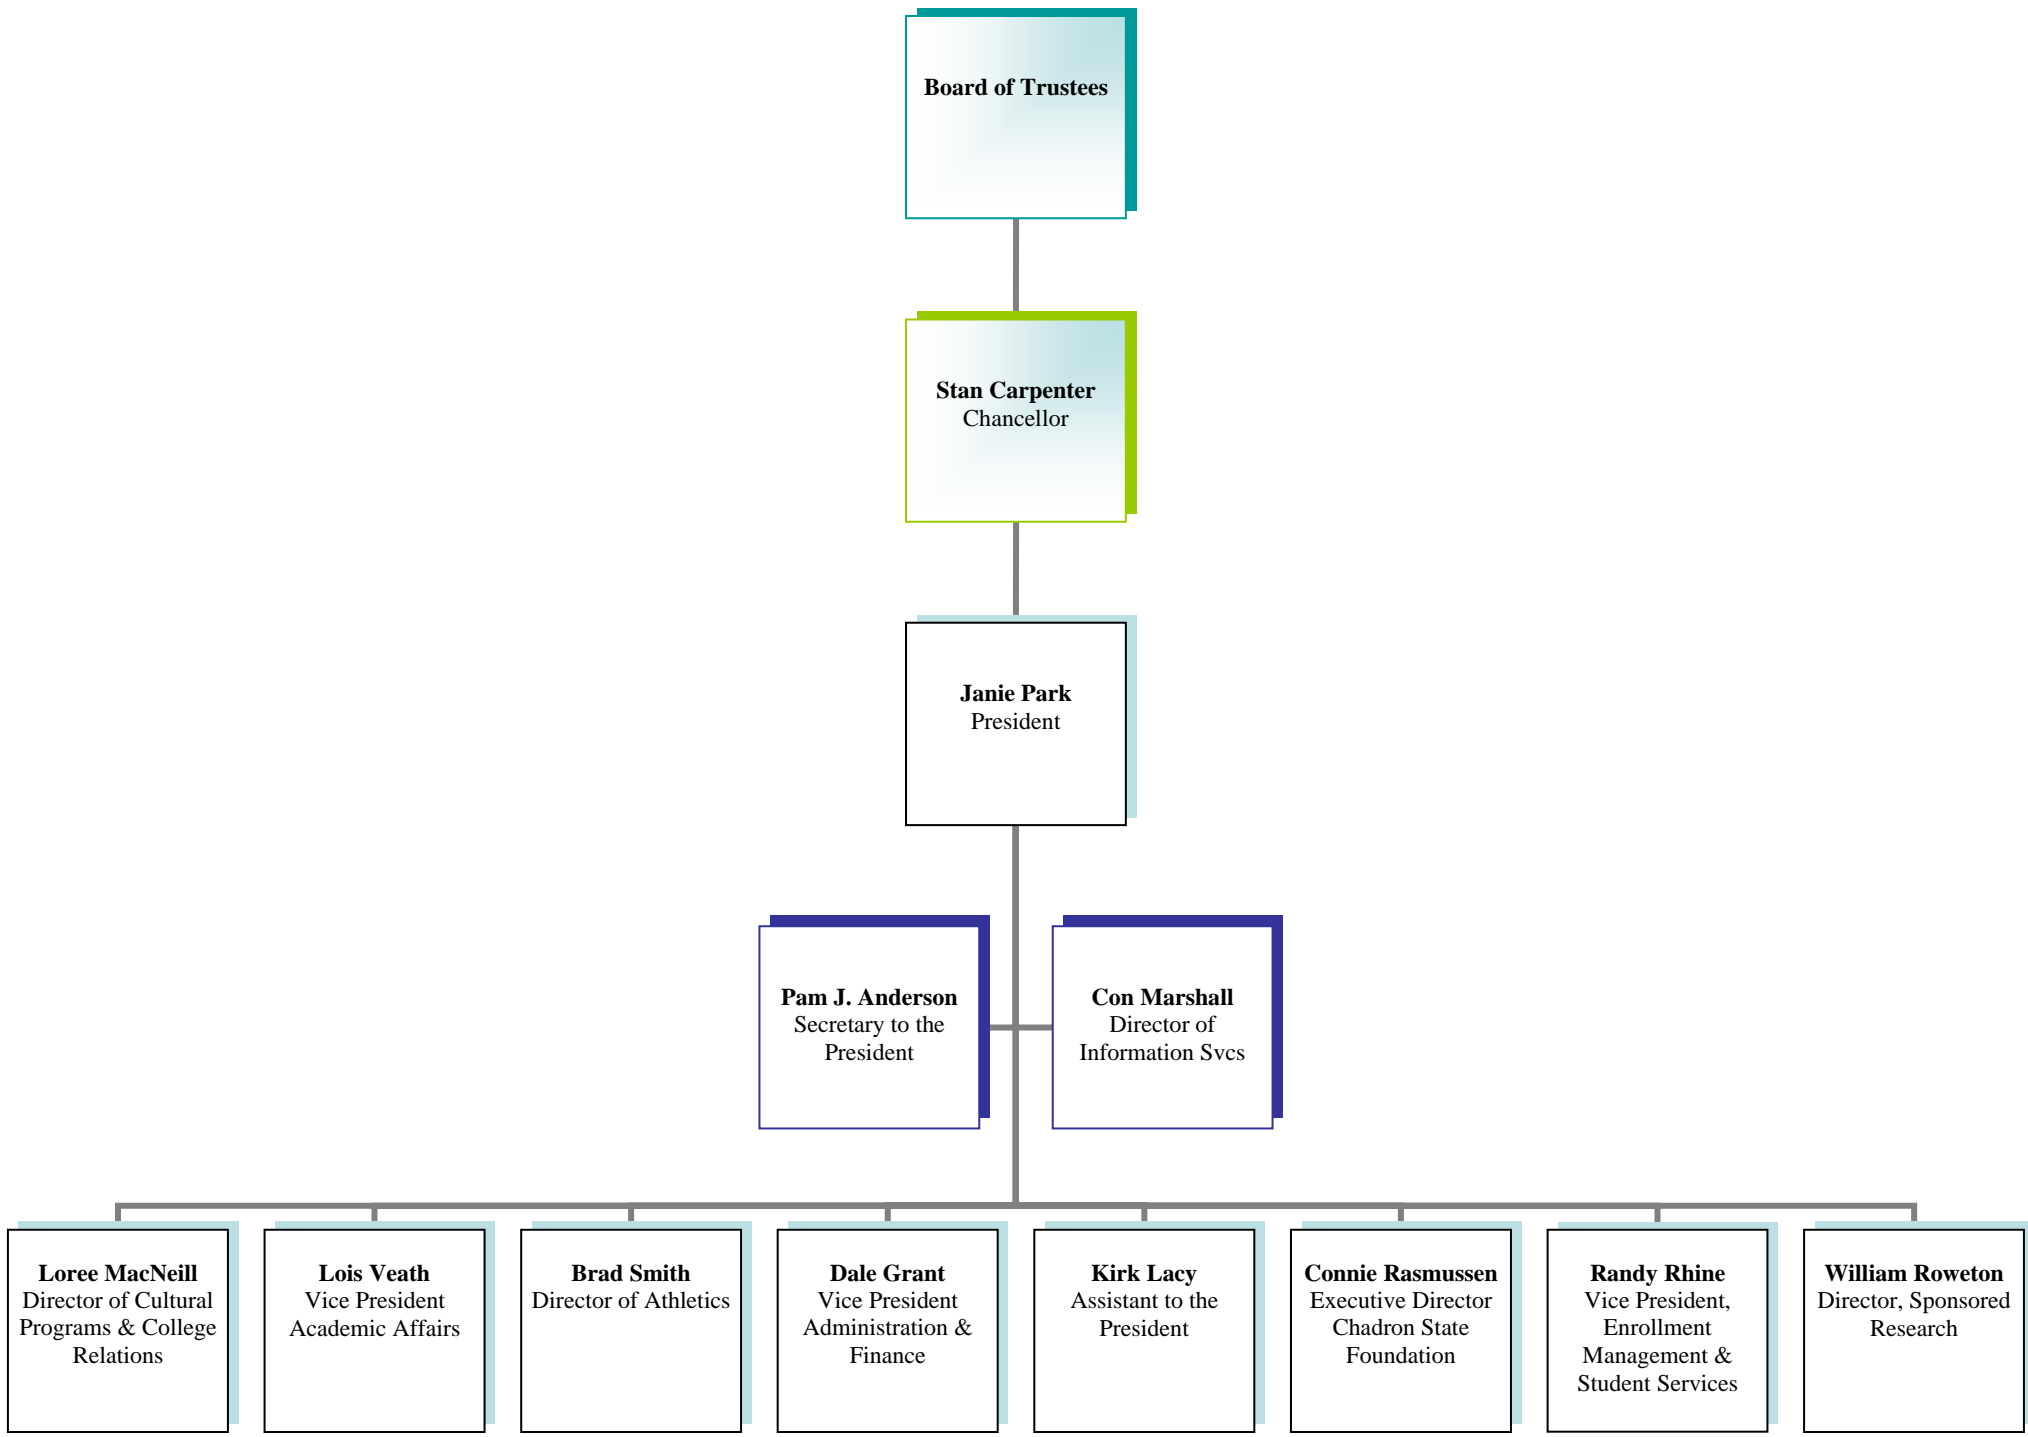 Board of Trustees
Stan Carpenter
Chancellor
Janie Park
President
Pam J. Anderson
Secretary to the
President
Con Marshall
Director of
Information Svcs
Loree MacNeill
Director of Cultural
Programs & College
Relations
Lois Veath
Vice President
Academic Affairs
Brad Smith
Director of Athletics
Dale Grant
Vice President
Administration &
Finance
Kirk Lacy
Assistant to the
President
Connie Rasmussen
Executive Director
Chadron State
Foundation
Randy Rhine
Vice President,
Enrollment
Management &
Student Services
William Roweton
Director, Sponsored
Research